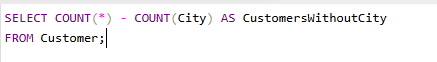 SELECT COUNT(*) - COUNT(City) AS CustomersWithoutCity
FROM Customer;